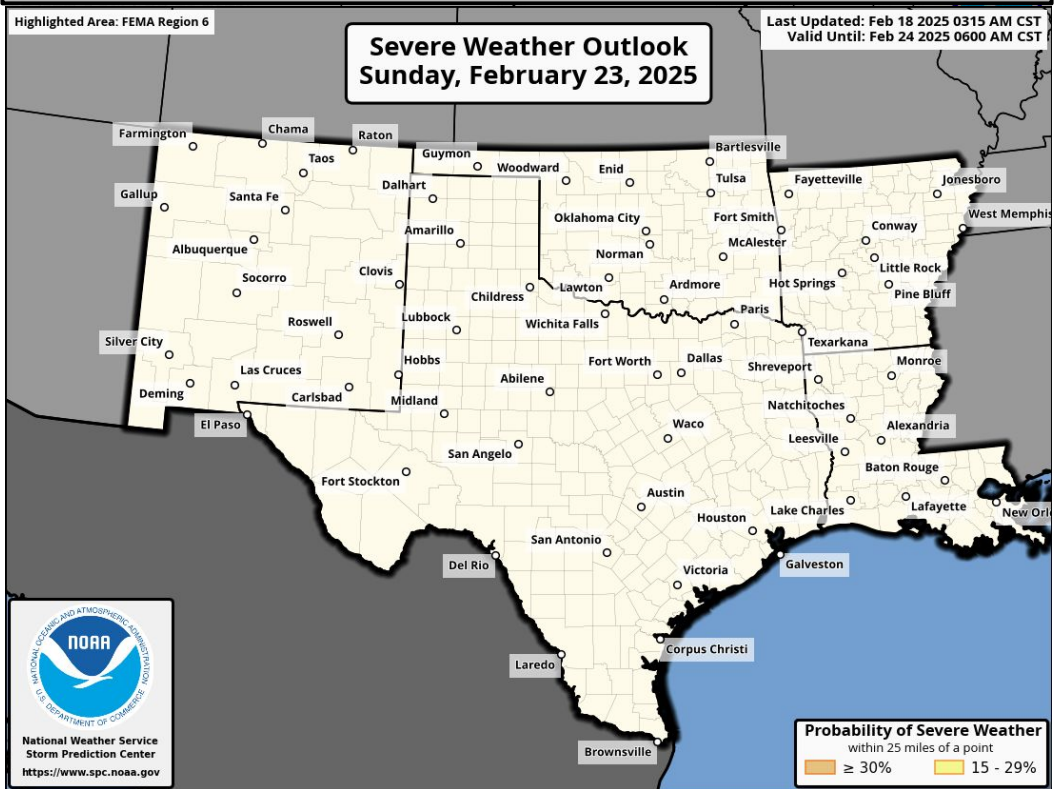 Highlighted Area: FEMA Region 6
Last Updated: Feb 18 2025 0315 AM CST
Valid Until: Feb 24 2025 0600 AM CST
Severe Weather Outlook
Sunday, February 23, 2025
Farmington
Chama
Raton
Taos
Guymon
Woodward
Enid
Bartlesville
Tulsa
Fayetteville
Jonesboro
Gallup
Santa Fe
Dalhart
Oklahoma City
Fort Smith
Conway
West Memphis
Albuquerque
Amarillo
Norman
McAlester
Socorro
Clovis
Childress
Lawton
Ardmore
Hot Springs
Little Rock
Pine Bluff
Roswell
Lubbock
Wichita Falls
Paris
Texarkana
Silver City
Las Cruces
Hobbs
Fort Worth
Dallas
Shreveport
Monroe
Deming
Carlsbad
Midland
Abilene
Natchitoches
El Paso
San Angelo
Waco
Leesville
Alexandria
Fort Stockton
Austin
Baton Rouge
Houston
Lake Charles
Lafayette
New Orl
Del Rio
San Antonio
Galveston
Victoria
Laredo
Corpus Christi
Brownsville
NATIONAL OCEANIC AND ATMOSPHERIC ADMINISTRATION
NOAA
U.S. DEPARTMENT OF COMMERCE
National Weather Service
Storm Prediction Center
https://www.spc.noaa.gov
Probability of Severe Weather
within 25 miles of a point
≥ 30%
15 - 29%